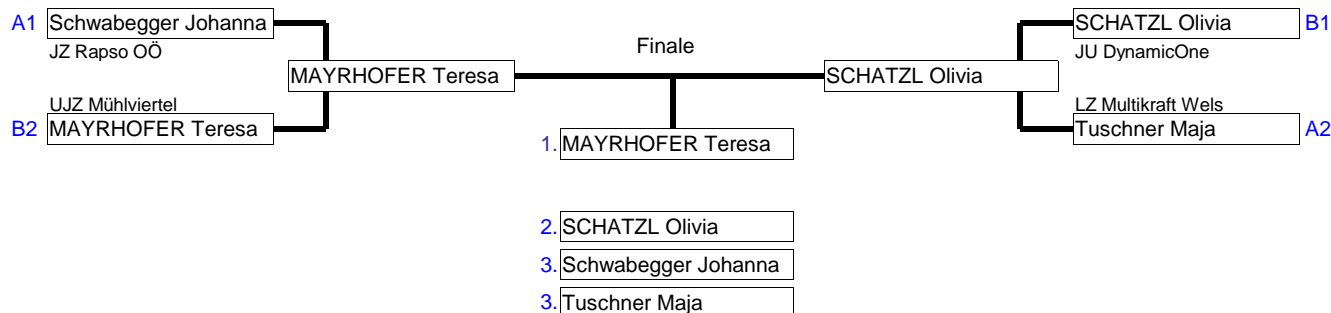 A1 Schwabegger Johanna
JZ Rapso OÖ
MAYRHOFER Teresa
UJZ Mühlviertel
B2 MAYRHOFER Teresa
Finale
SCHATZL Olivia B1
JU DynamicOne
SCHATZL Olivia
LZ Multikraft Wels
Tuschner Maja A2
1. MAYRHOFER Teresa
2. SCHATZL Olivia
3. Schwabegger Johanna
3. Tuschner Maja